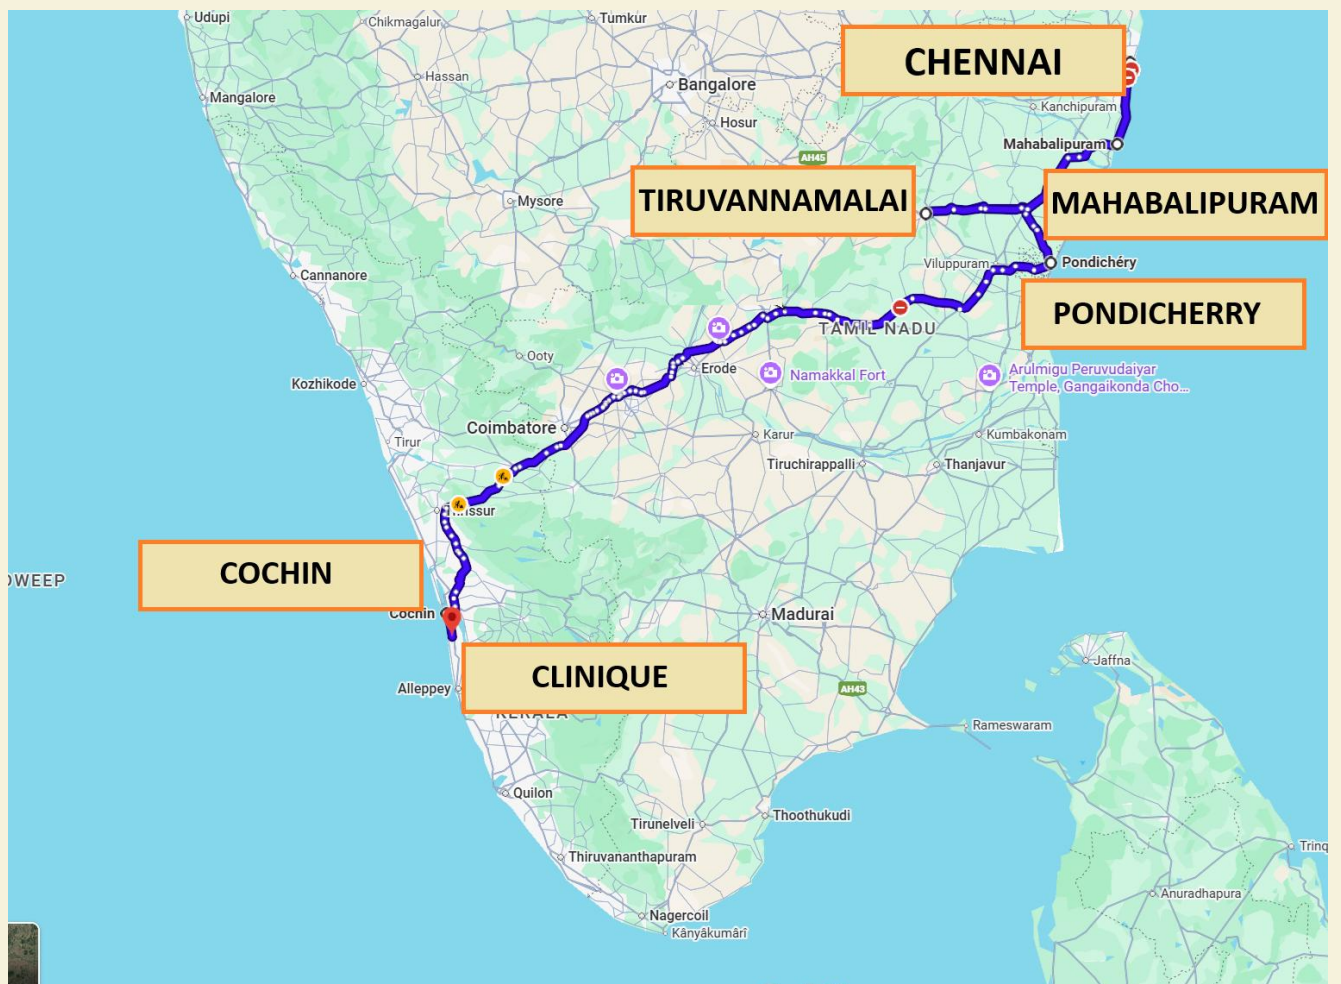 Udupi
Chikmagalur
Tumkur
CHENNAI
Hassan
Bangalore
Mangalore
Kanchipuram
Hosur
Mahabalipuram
AH45
TIRUVANNAMALAI
MAHABALIPURAM
Mysore
Viluppuram
Pondichéry
Cannanore
PONDICHERRY
TAMIL NADU
Ooty
Erode
Namakkal Fort
Arulmigu Peruvudaiyar
Temple, Gangaikonda Cho...
Kozhikode
Coimbatore
Tirur
Karur
Kumbakonam
Tiruchirappalli
Thanjavur
COCHIN
Cochin
Madurai
CLINIQUE
Jaffna
Alleppey
AH43
KERALA
Rameswaram
Quilon
Tirunelveli
Thoothukudi
Thiruvananthapuram
Anuradhapura
Nagercoil
Kânyâkumârî